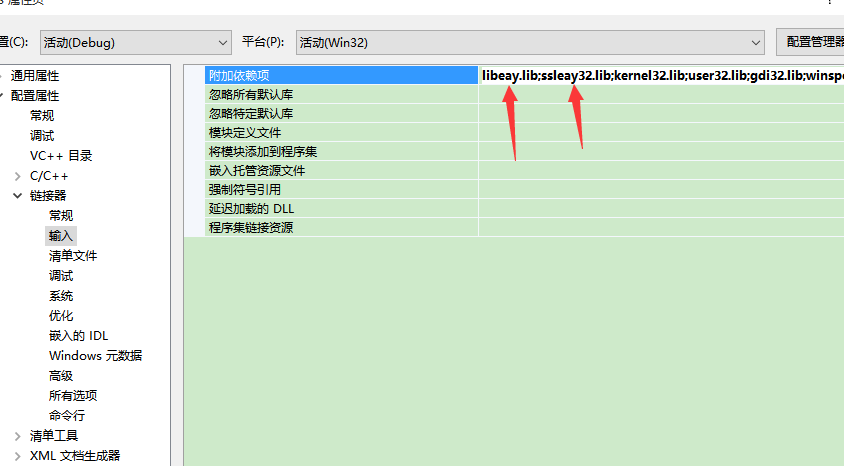 属性页
置(C): 活动(Debug) 平台(P): 活动(Win32) 配置管理器
通用属性
配置属性
常规
调试
VC++ 目录
C/C++
链接器
常规
输入
清单文件
调试
系统
优化
嵌入的 IDL
Windows 元数据
高级
所有选项
命令行
清单工具
XML 文档生成器
附加依赖项 libeay.lib;ssleay32.lib;kernel32.lib;user32.lib;gdi32.lib;winspo
忽略所有默认库
忽略特定默认库
模块定义文件
将模块添加到程序集
嵌入托管资源文件
强制符号引用
延迟加载的 DLL
程序集链接资源